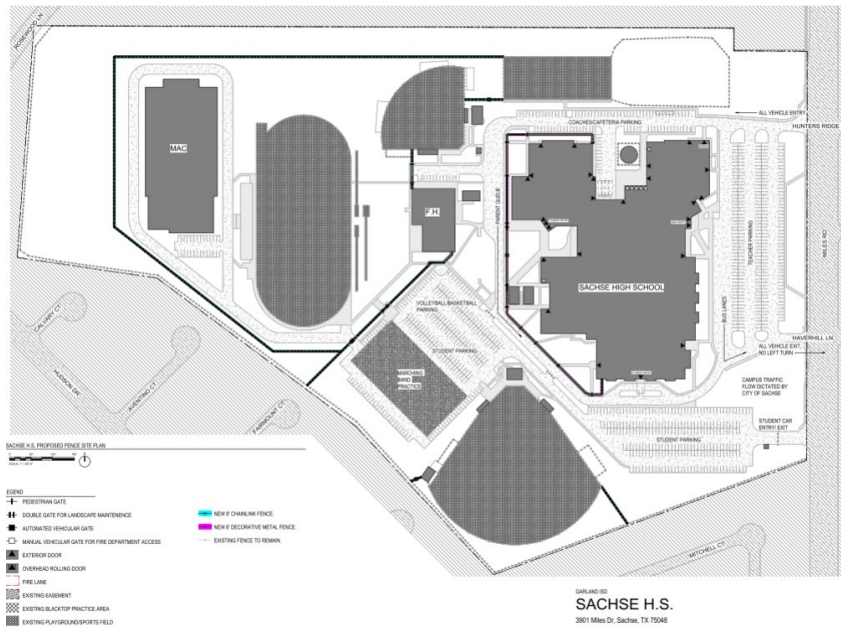 ROSEWOOD LN
ALL VEHICLE ENTRY
COACHES/CAFETERIA PARKING
HUNTERS RIDGE
MAC
PARENT QUEUE
F.H.
TEACHER PARKING
MILES RD
SACHSE HIGH SCHOOL
BUS LANES
VOLLEYBALL/BASKETBALL
PARKING
STUDENT PARKING
HAVERHILL LN
ALL VEHICLE EXIT,
NO LEFT TURN
MARCHING
BAND
PRACTICE
CAMPUS TRAFFIC
FLOW DICTATED BY
CITY OF SACHSE
CALVARY CT
HUDSON DR
AVENTINO CT
FAIRMOUNT CT
STUDENT CAR
ENTRY/ EXIT
STUDENT PARKING
MITCHELL CT
SACHSE H.S. PROPOSED FENCE SITE PLAN
EGEND
PEDESTRIAN GATE
DOUBLE GATE FOR LANDSCAPE MAINTENENCE
AUTOMATED VEHICULAR GATE
MANUAL VEHICULAR GATE FOR FIRE DEPARTMENT ACCESS
EXTERIOR DOOR
OVERHEAD ROLLING DOOR
FIRE LANE
EXISTING EASEMENT
EXISTING BLACKTOP PRACTICE AREA
EXISTING PLAYGROUND/SPORTS FIELD
NEW 8' CHAINLINK FENCE.
NEW 6' DECORATIVE METAL FENCE.
EXISTING FENCE TO REMAIN.
GARLAND ISD
SACHSE H.S.
3901 Miles Dr, Sachse, TX 75048